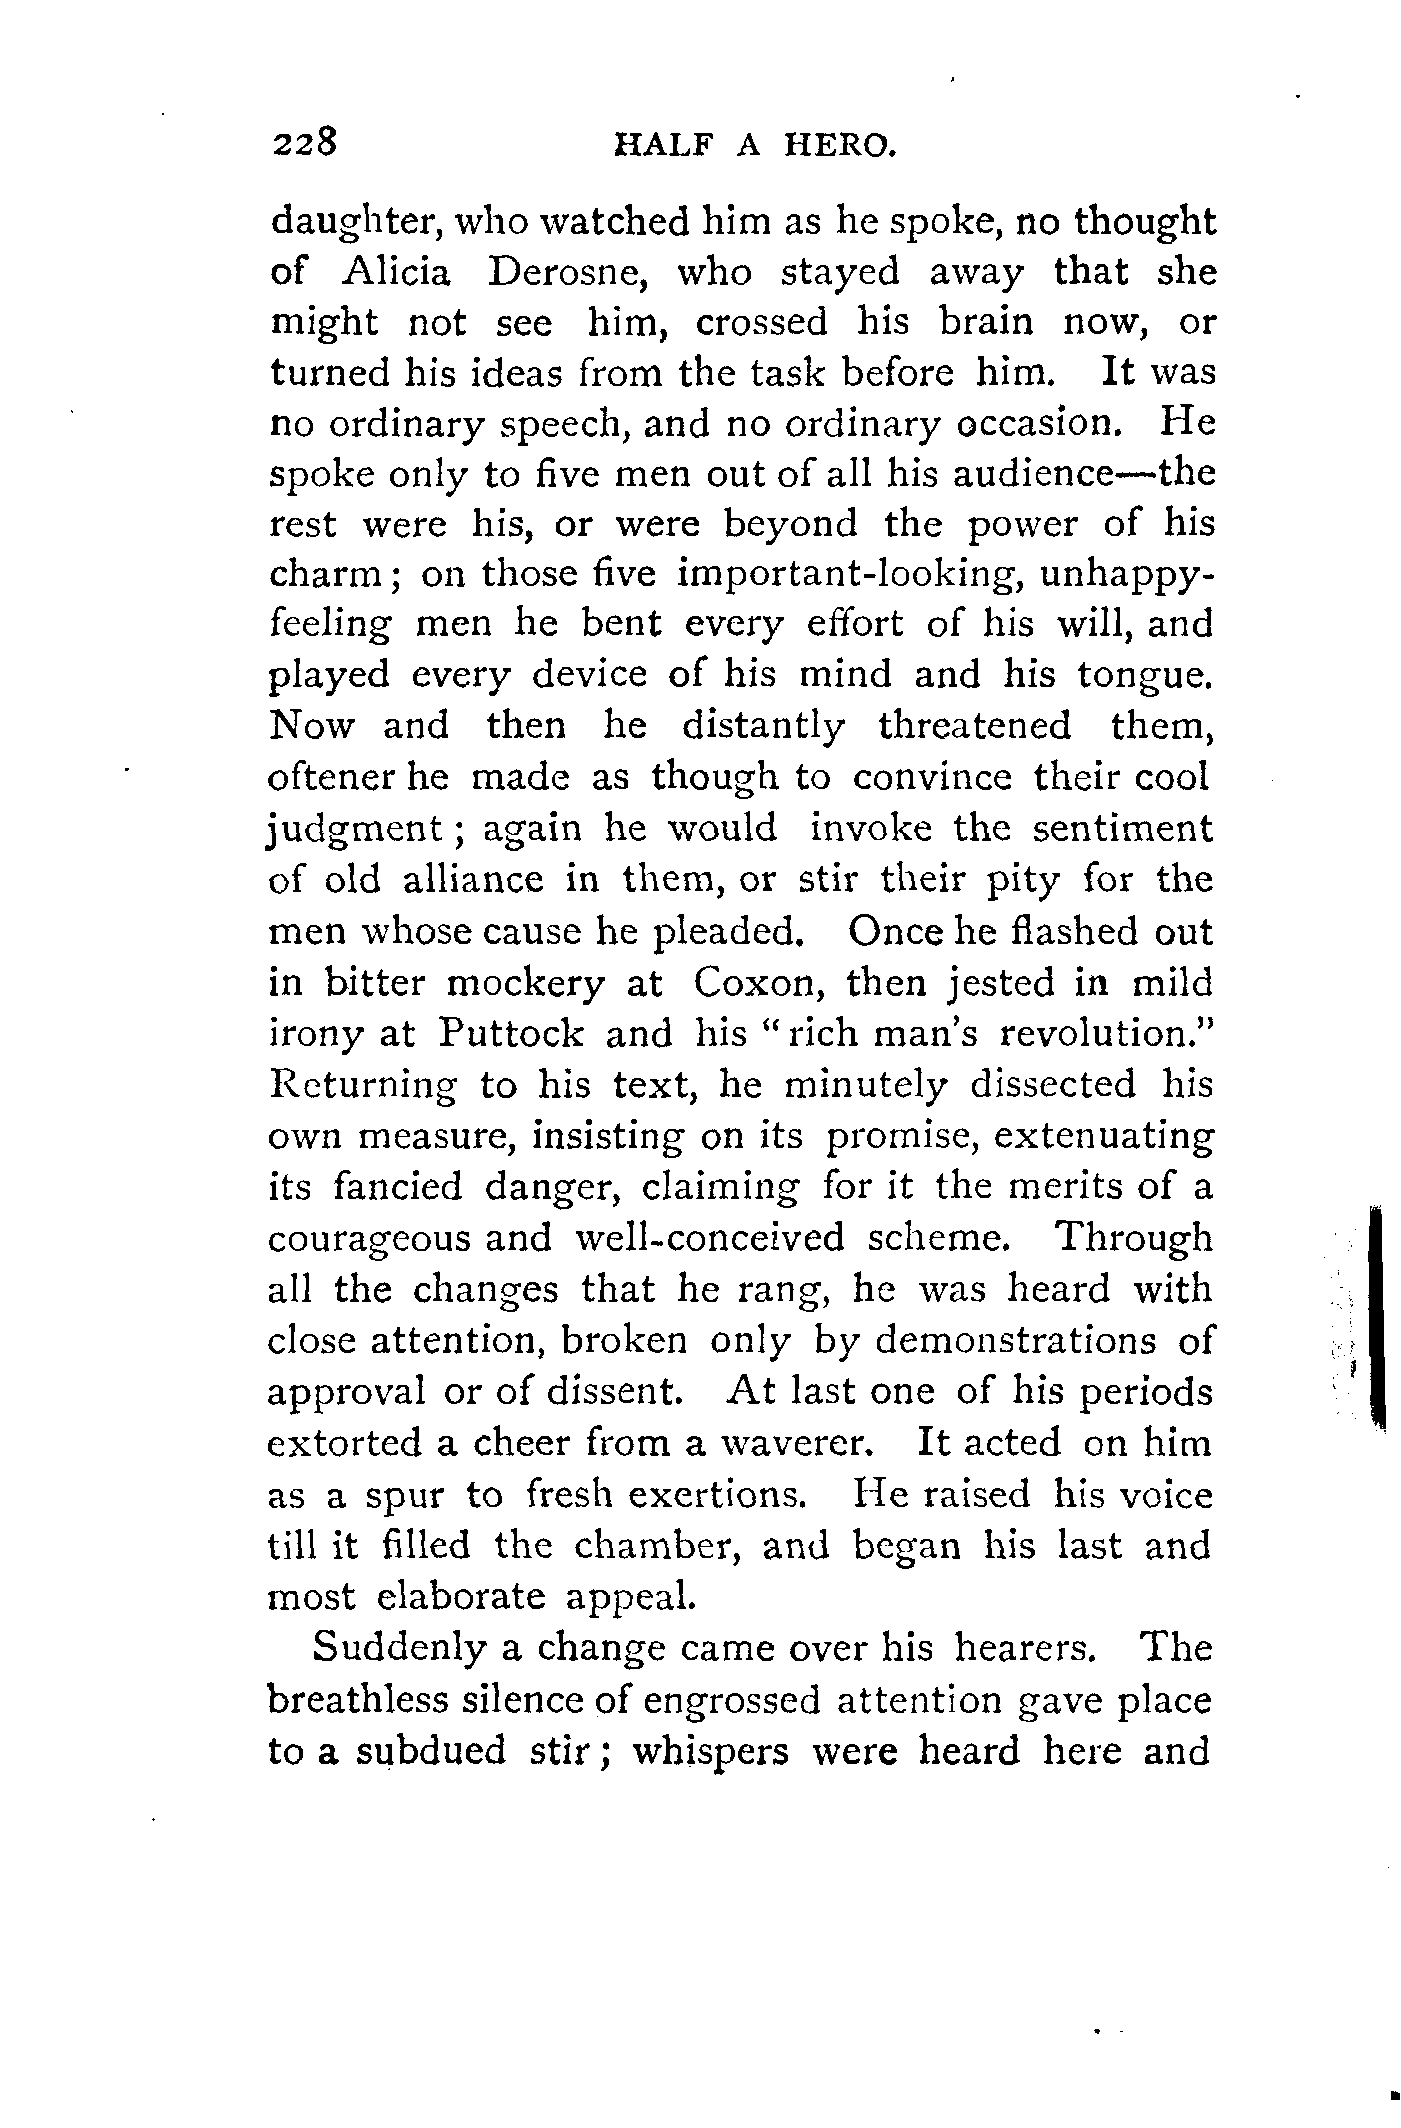 228 HALF A HERO.
daughter, who watched him as he spoke, no thought
of Alicia Derosne, who stayed away that she
might not see him, crossed his brain now, or
turned his ideas from the task before him. It was
no ordinary speech, and no ordinary occasion. He
spoke only to five men out of all his audience—the
rest were his, or were beyond the power of his
charm ; on those five important-looking, unhappy-
feeling men he bent every effort of his will, and
played every device of his mind and his tongue.
Now and then he distantly threatened them,
oftener he made as though to convince their cool
judgment ; again he would invoke the sentiment
of old alliance in them, or stir their pity for the
men whose cause he pleaded. Once he flashed out
in bitter mockery at Coxon, then jested in mild
irony at Puttock and his “ rich man's revolution.”
Returning to his text, he minutely dissected his
own measure, insisting on its promise, extenuating
its fancied danger, claiming for it the merits of a
courageous and well-conceived scheme. Through
all the changes that he rang, he was heard with
close attention, broken only by demonstrations of
approval or of dissent. At last one of his periods
extorted a cheer from a waverer. It acted on him
as a spur to fresh exertions. He raised his voice
till it filled the chamber, and began his last and
most elaborate appeal.
Suddenly a change came over his hearers. The
breathless silence of engrossed attention gave place
to a subdued stir ; whispers were heard here and